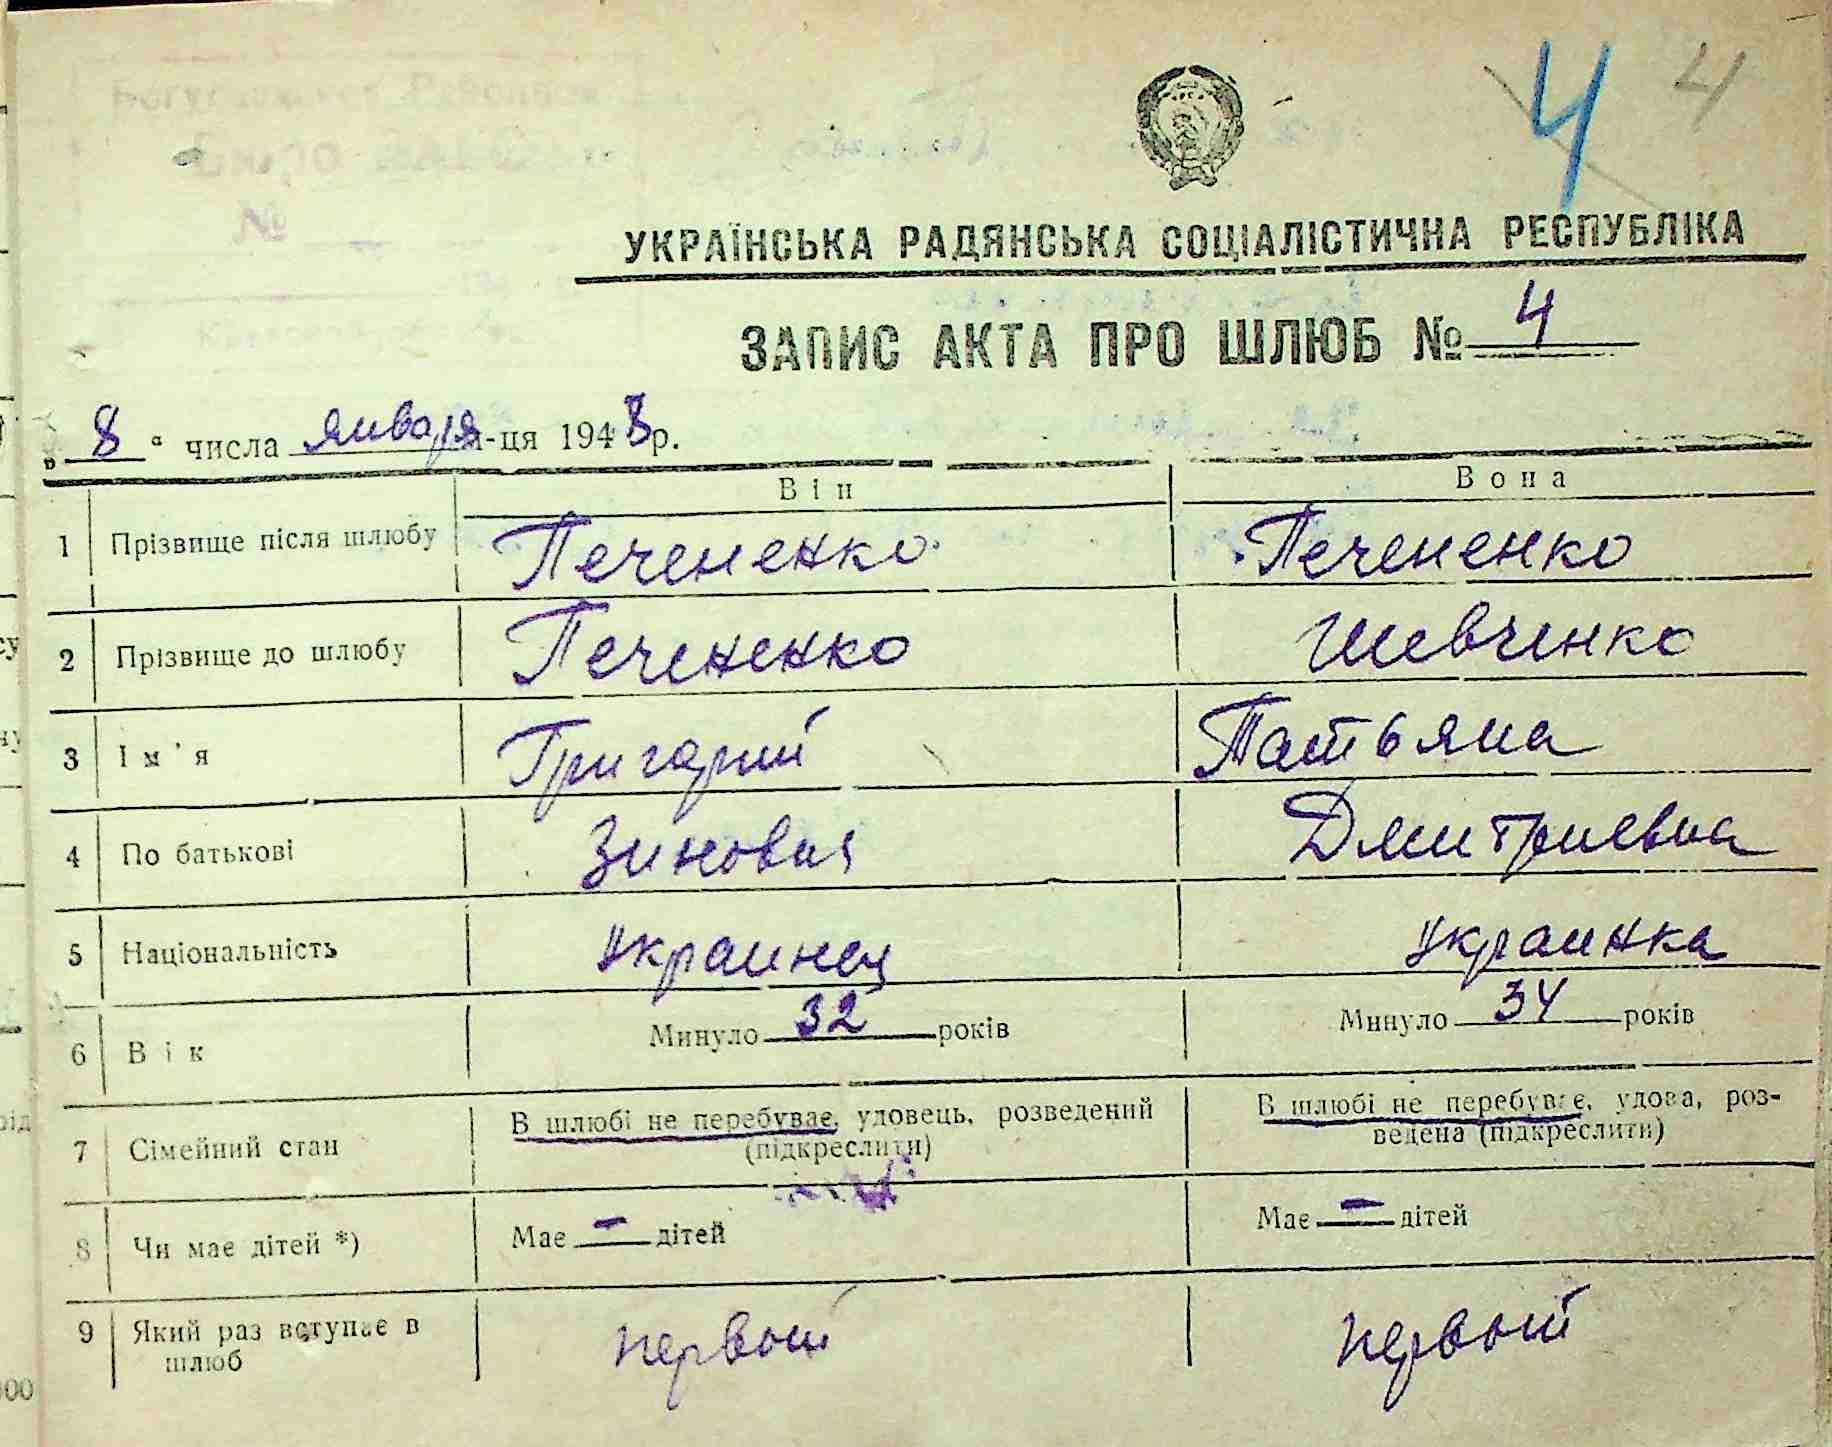 4 4
УКРАЇНСЬКА РАДЯНСЬКА СОЦІАЛІСТИЧНА РЕСПУБЛІКА
ЗАПИС АКТА ПРО ШЛЮБ № 4
„ 8 “ числа января м-ця 1948 р.
Він Вона
1 Прізвище після шлюбу Печененко Печененко
2 Прізвище до шлюбу Печененко Шевченко
3 Ім'я Григорий Татьяна
4 По батькові Зиновия Дмитриевна
5 Національність украинец украинка
6 Вік Минуло 32 років Минуло 34 років
7 Сімейний стан В шлюбі не перебуває, удовець, розведений (підкреслити) В шлюбі не перебуває, удова, розведена (підкреслити)
8 Чи має дітей *) Має — дітей Має — дітей
9 Який раз вступає в шлюб первый первый